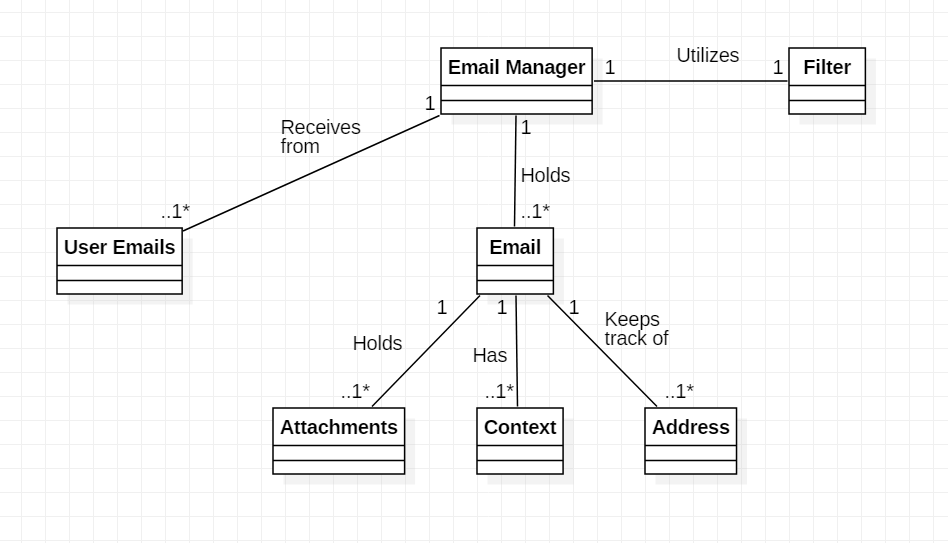 Email Manager
1
Utilizes
1
Filter
1
Receives
from
1
Holds
..1*
..1*
User Emails
Email
1
1
1
Holds
Has
Keeps
track of
..1*
..1*
..1*
Attachments
Context
Address